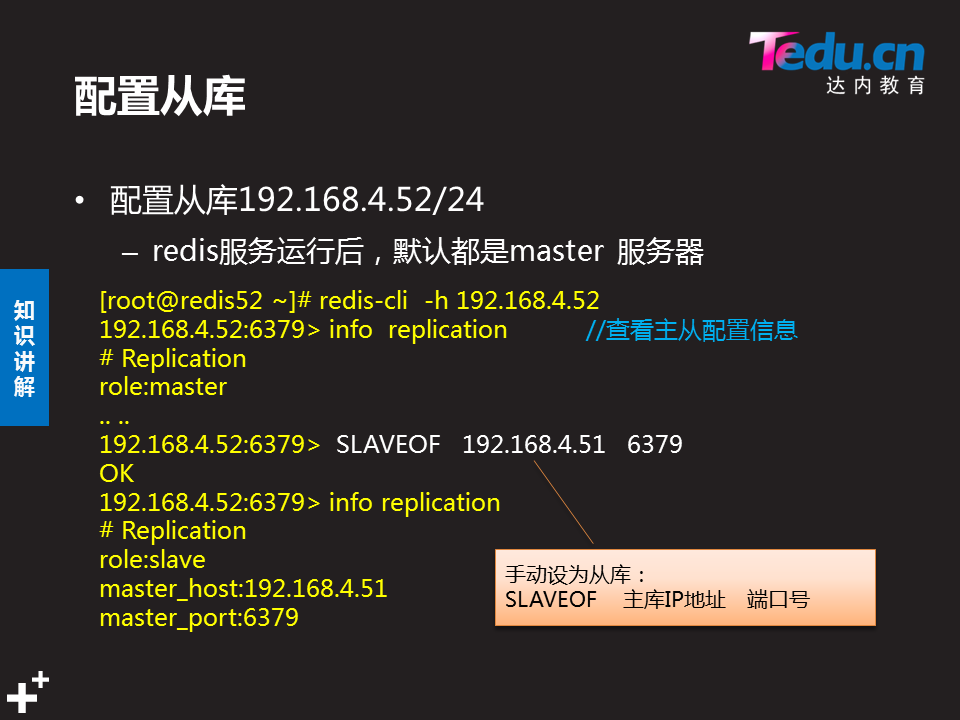 Tedu.cn
达内教育
配置从库
• 配置从库192.168.4.52/24
– redis服务运行后，默认都是master 服务器
知识讲解
[root@redis52 ~]# redis-cli -h 192.168.4.52
192.168.4.52:6379> info replication //查看主从配置信息
# Replication
role:master
.. ..
192.168.4.52:6379> SLAVEOF 192.168.4.51 6379
OK
192.168.4.52:6379> info replication
# Replication
role:slave
master_host:192.168.4.51
master_port:6379
手动设为从库：
SLAVEOF 主库IP地址 端口号